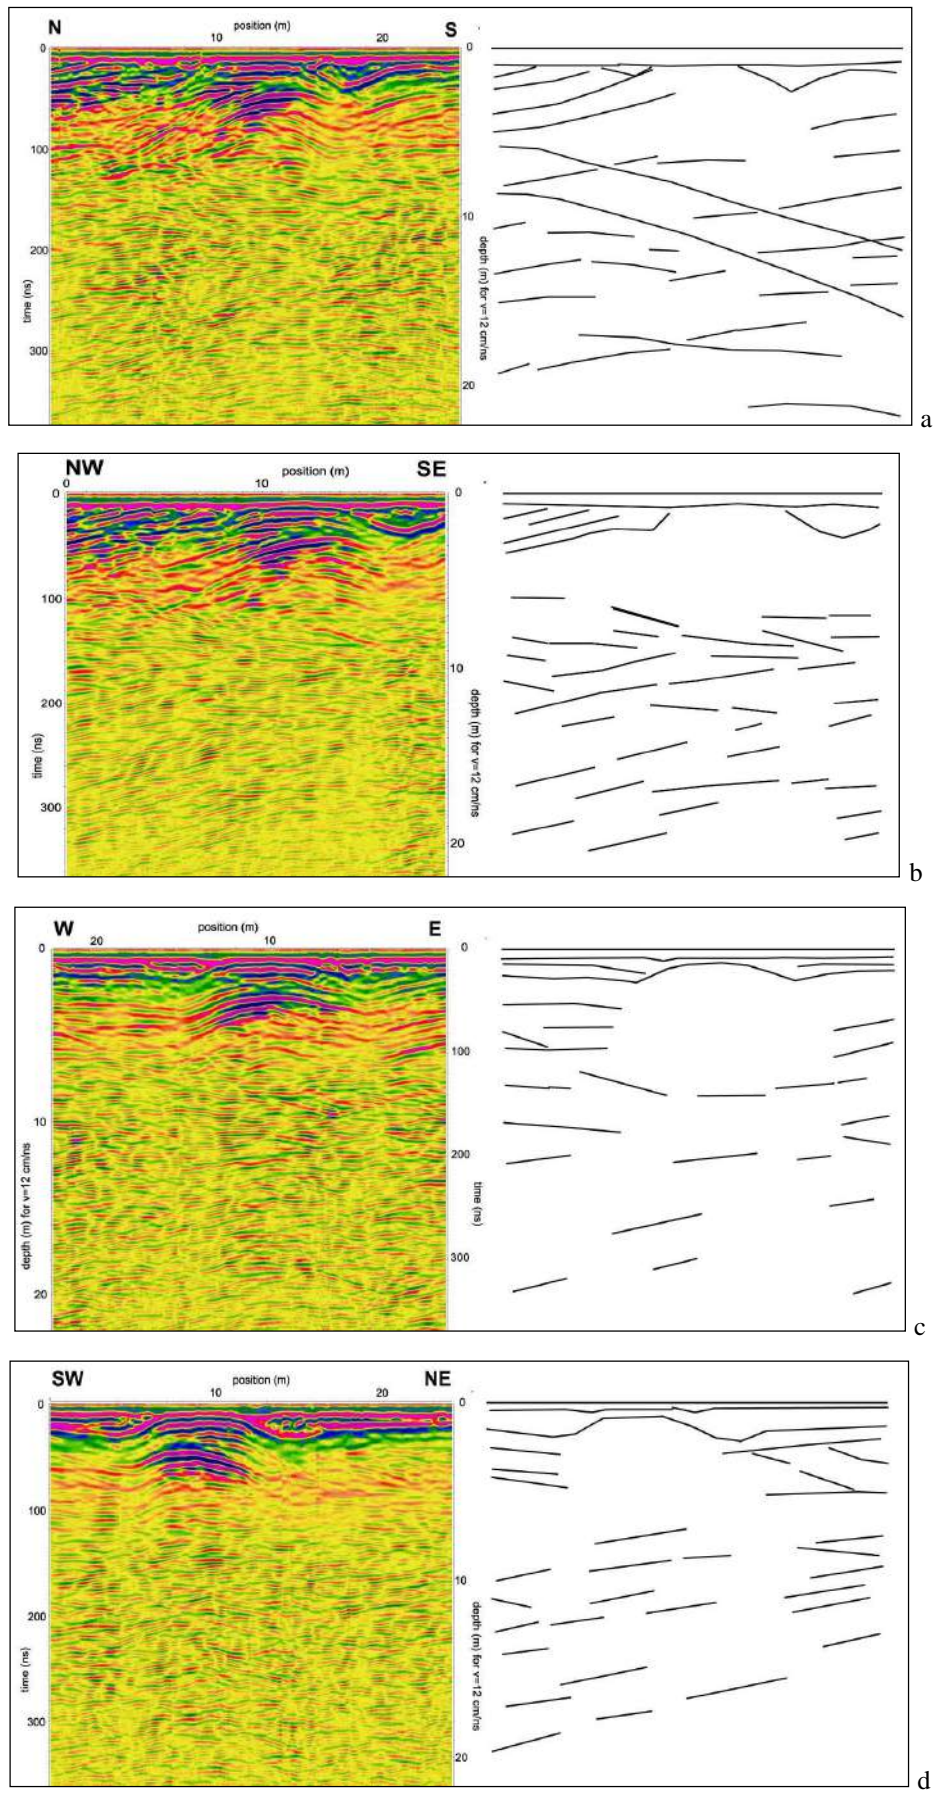 N position (m) S
10 20
0 0
100
10
200
time (ns)
depth (m) for v=12 cm/ns
300
20
a
NW position (m) SE
0 10
0 0
100
10
200
time (ns)
depth (m) for v=12 cm/ns
300
20
b
W position (m) E
20 10
0 0
100
10
depth (m) for v=12 cm/ns
200
time (ns)
300
20
c
SW position (m) NE
10 20
0 0
100
10
200
time (ns)
depth (m) for v=12 cm/ns
300
20
d